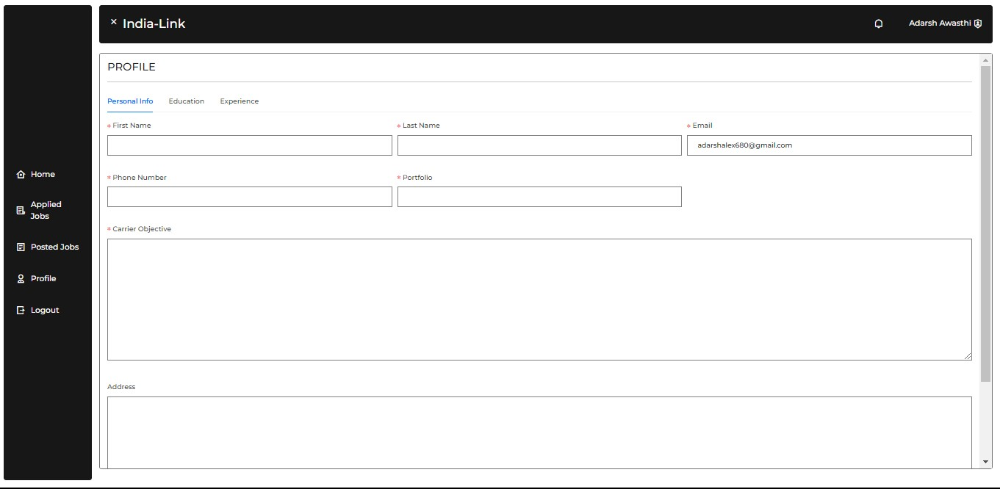 × India-Link
Adarsh Awasthi
Home
Applied
Jobs
Posted Jobs
Profile
Logout
PROFILE
Personal Info Education Experience
* First Name * Last Name * Email
adarshalex680@gmail.com
* Phone Number * Portfolio
* Carrier Objective
Address